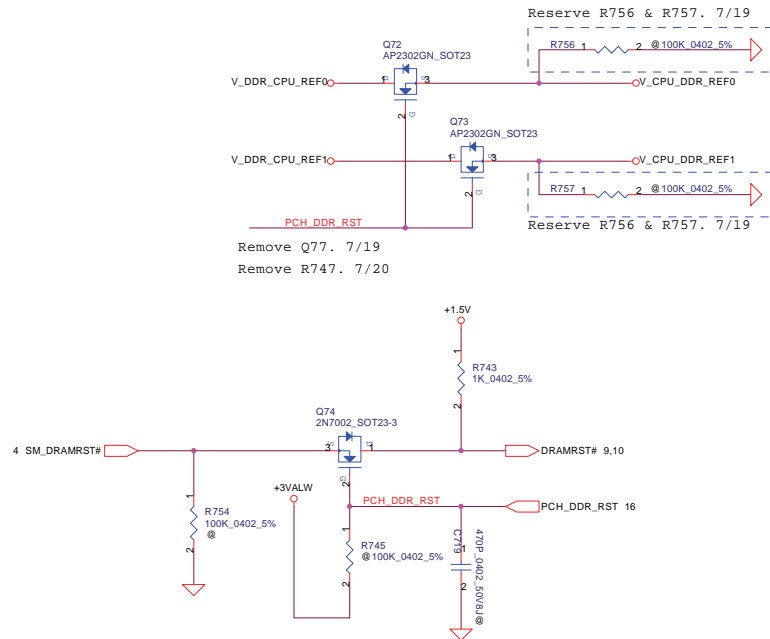 Reserve R756 & R757. 7/19
Q72
AP2302GN_SOT23
R756 1 2 @100K_0402_5%
V_DDR_CPU_REF0 1 D S 3 V_CPU_DDR_REF0
2 G
Q73
AP2302GN_SOT23
V_DDR_CPU_REF1 1 D S 3 V_CPU_DDR_REF1
2 G
R757 1 2 @100K_0402_5%
PCH_DDR_RST
Reserve R756 & R757. 7/19
Remove Q77. 7/19
Remove R747. 7/20
+1.5V
1
R743
1K_0402_5%
2
Q74
2N7002_SOT23-3
4 SM_DRAMRST# 3 S D 1 DRAMRST# 9,10
G
2
+3VALW
PCH_DDR_RST
PCH_DDR_RST 16
1
R754
100K_0402_5%
@
2
1
R745
@100K_0402_5%
2
470P_0402_50V8J@
C719
1
2